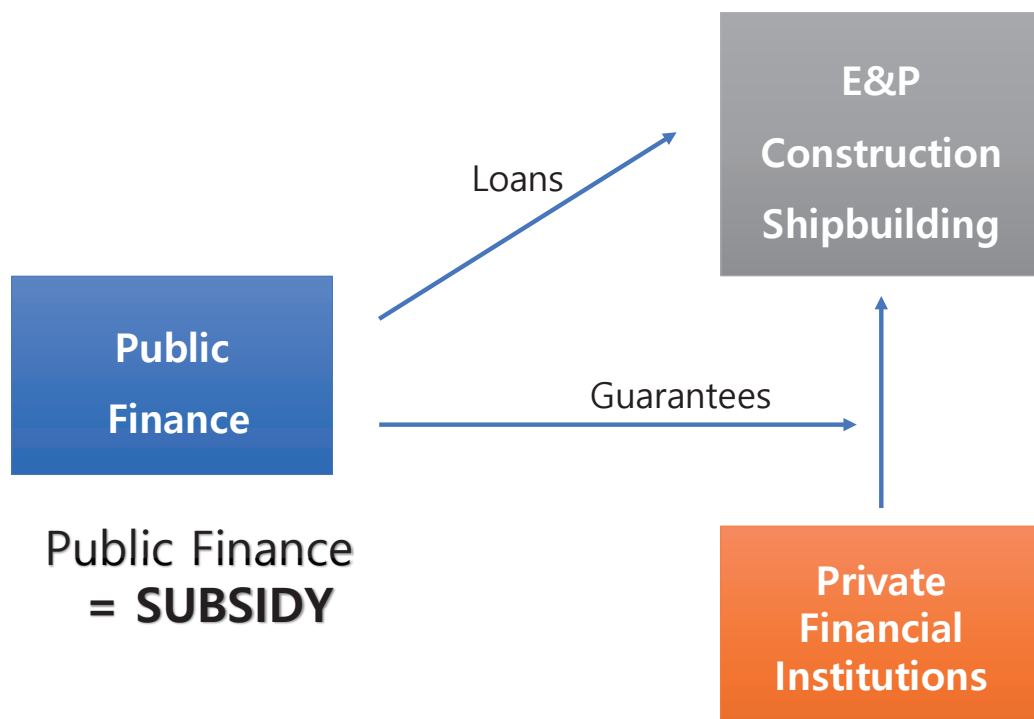 E&P
Construction
Shipbuilding
Loans
Public
Finance
Guarantees
Public Finance
= SUBSIDY
Private
Financial
Institutions